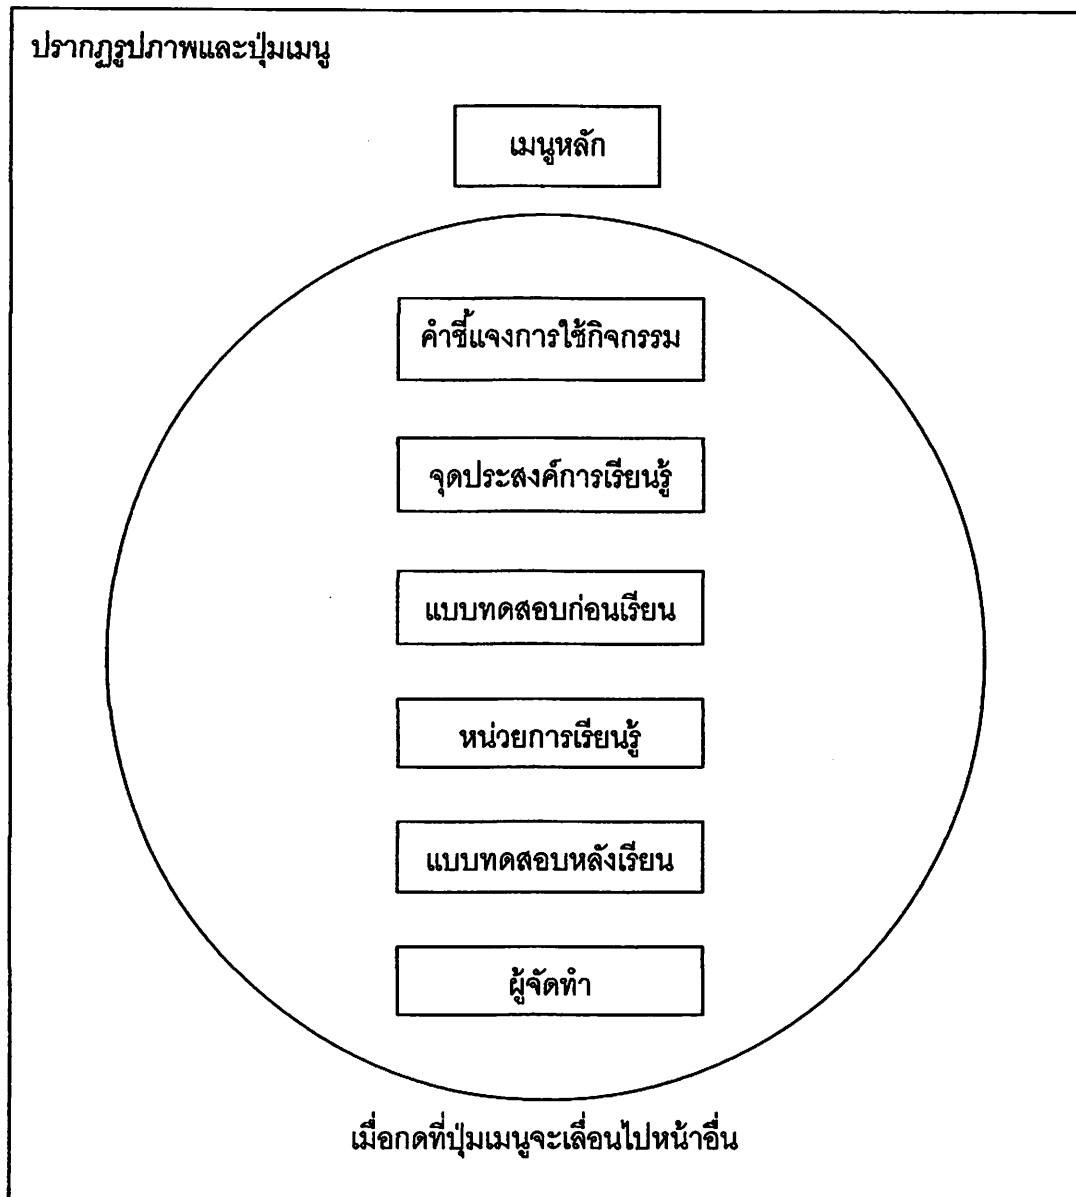 ปรากฏรูปภาพและปุ่มเมนู
เมนูหลัก
คำชี้แจงการใช้กิจกรรม
จุดประสงค์การเรียนรู้
แบบทดสอบก่อนเรียน
หน่วยการเรียนรู้
แบบทดสอบหลังเรียน
ผู้จัดทำ
เมื่อกดที่ปุ่มเมนูจะเลื่อนไปหน้าอื่น